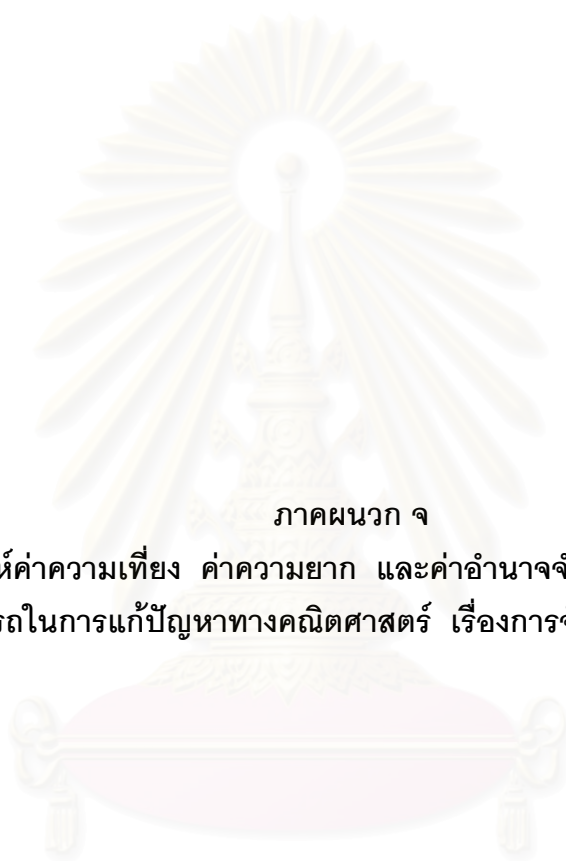 ภาคผนวก จ
ค่าความเที่ยง ค่าความยาก และค่าอำนาจ
ในการแก้ปัญหาทางคณิตศาสตร์ เรื่องการ